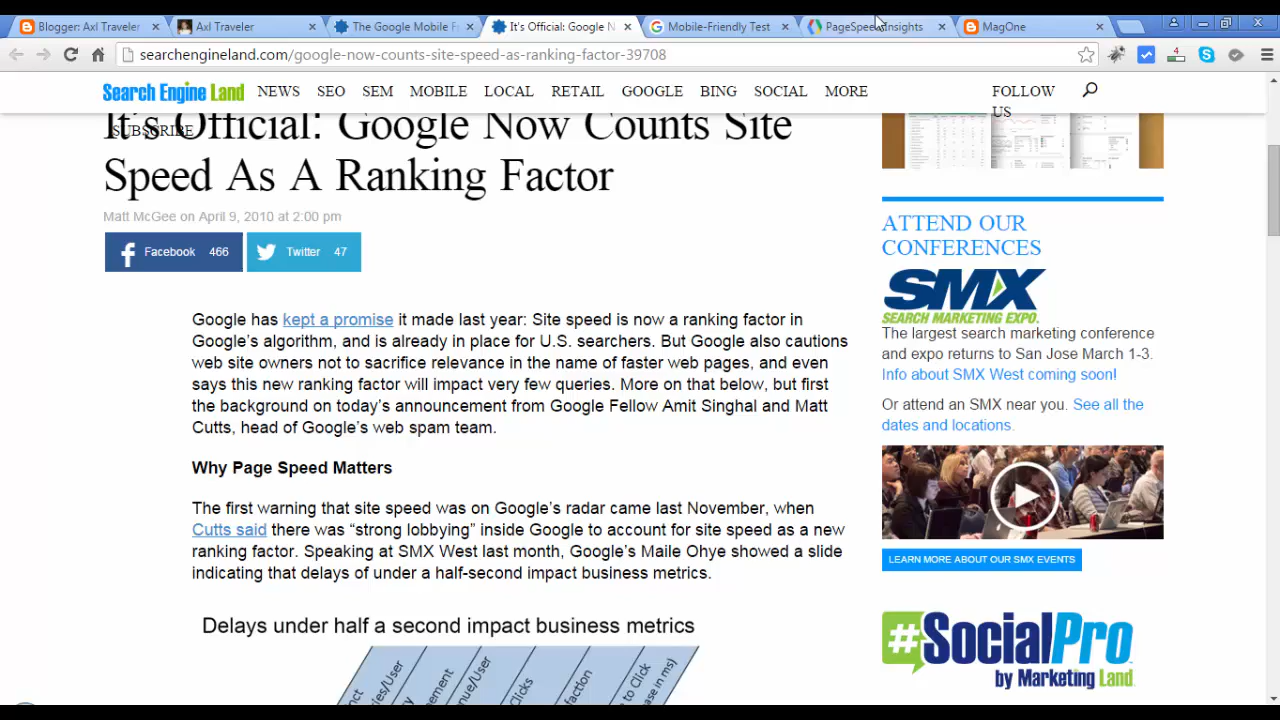 Blogger: Axl Traveler
Axl Traveler
The Google Mobile F
It's Official: Google N
Mobile-Friendly Test
PageSpeed Insights
MagOne
searchengineland.com/google-now-counts-site-speed-as-ranking-factor-39708
4
Search Engine Land NEWS SEO SEM MOBILE LOCAL RETAIL GOOGLE BING SOCIAL MORE FOLLOW US
SUBSCRIBE
It's Official: Google Now Counts Site
Speed As A Ranking Factor
Matt McGee on April 9, 2010 at 2:00 pm
Facebook 466 Twitter 47
Google has kept a promise it made last year: Site speed is now a ranking factor in
Google's algorithm, and is already in place for U.S. searchers. But Google also cautions
web site owners not to sacrifice relevance in the name of faster web pages, and even
says this new ranking factor will impact very few queries. More on that below, but first
the background on today's announcement from Google Fellow Amit Singhal and Matt
Cutts, head of Google's web spam team.
Why Page Speed Matters
The first warning that site speed was on Google's radar came last November, when
Cutts said there was “strong lobbying” inside Google to account for site speed as a new
ranking factor. Speaking at SMX West last month, Google's Maile Ohye showed a slide
indicating that delays of under a half-second impact business metrics.
Delays under half a second impact business metrics
ATTEND OUR
CONFERENCES
SMX
SEARCH MARKETING EXPO
The largest search marketing conference
and expo returns to San Jose March 1-3.
Info about SMX West coming soon!
Or attend an SMX near you. See all the
dates and locations.
LEARN MORE ABOUT OUR SMX EVENTS
#SocialPro
by Marketing Land